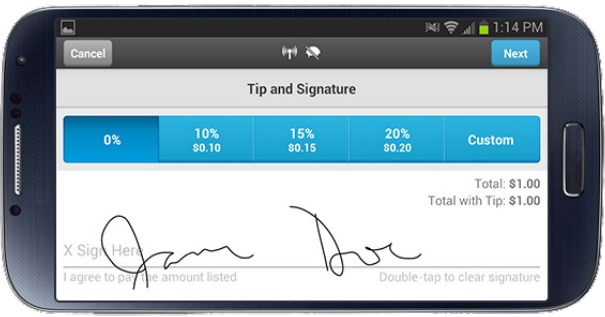 1:14 PM
Cancel
Next
Tip and Signature
0%
10%
$0.10
15%
$0.15
20%
$0.20
Custom
Total: $1.00
Total with Tip: $1.00
X Sign Here
I agree to pay the amount listed
Double-tap to clear signature